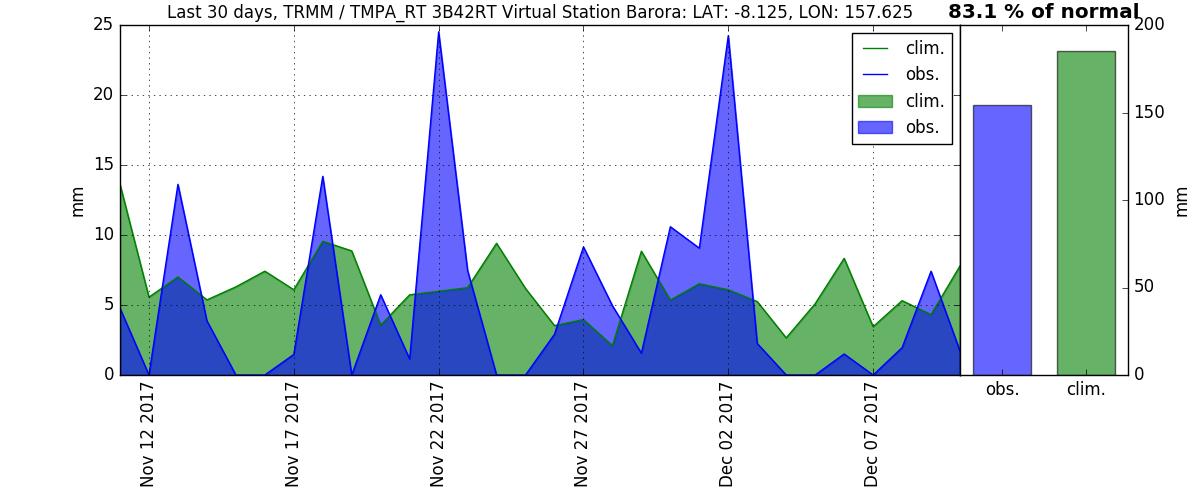 Last 30 days, TRMM / TMPA_RT 3B42RT Virtual Station Barora: LAT: -8.125, LON: 157.625
83.1 % of normal
25
20
15
10
5
0
mm
clim.
obs.
clim.
obs.
Nov 12 2017
Nov 17 2017
Nov 22 2017
Nov 27 2017
Dec 02 2017
Dec 07 2017
200
150
100
50
0
mm
obs.
clim.